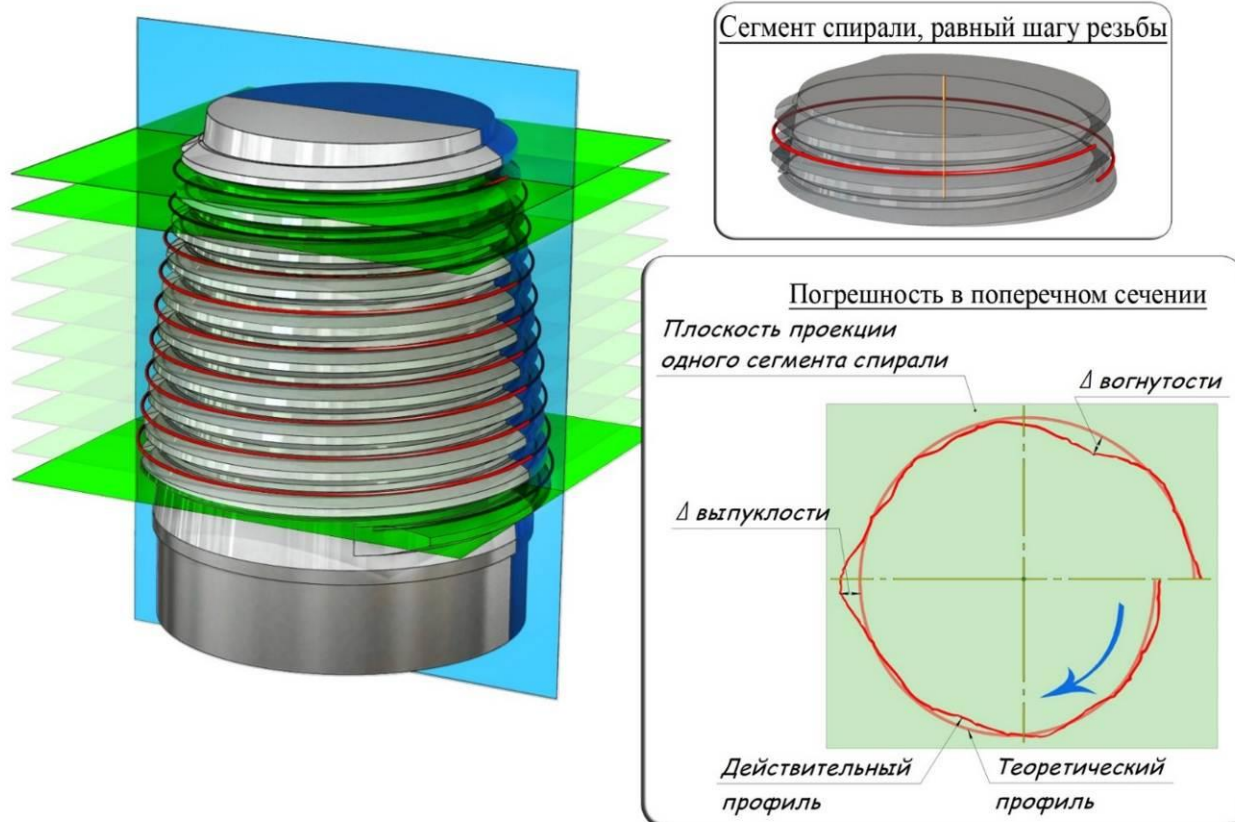 Сегмент спирали, равный шагу резьбы
Погрешность в поперечном сечении
Плоскость проекции
одного сегмента спирали
Δ вогнутости
Δ выпуклости
Действительный
профиль
Теоретический
профиль